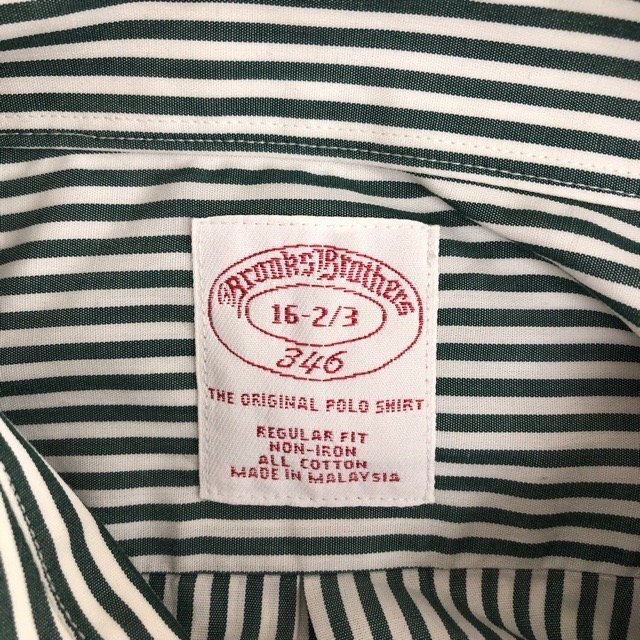 Brooks Brothers
16-2/3
346
THE ORIGINAL POLO SHIRT
REGULAR FIT
NON-IRON
ALL COTTON
MADE IN MALAYSIA